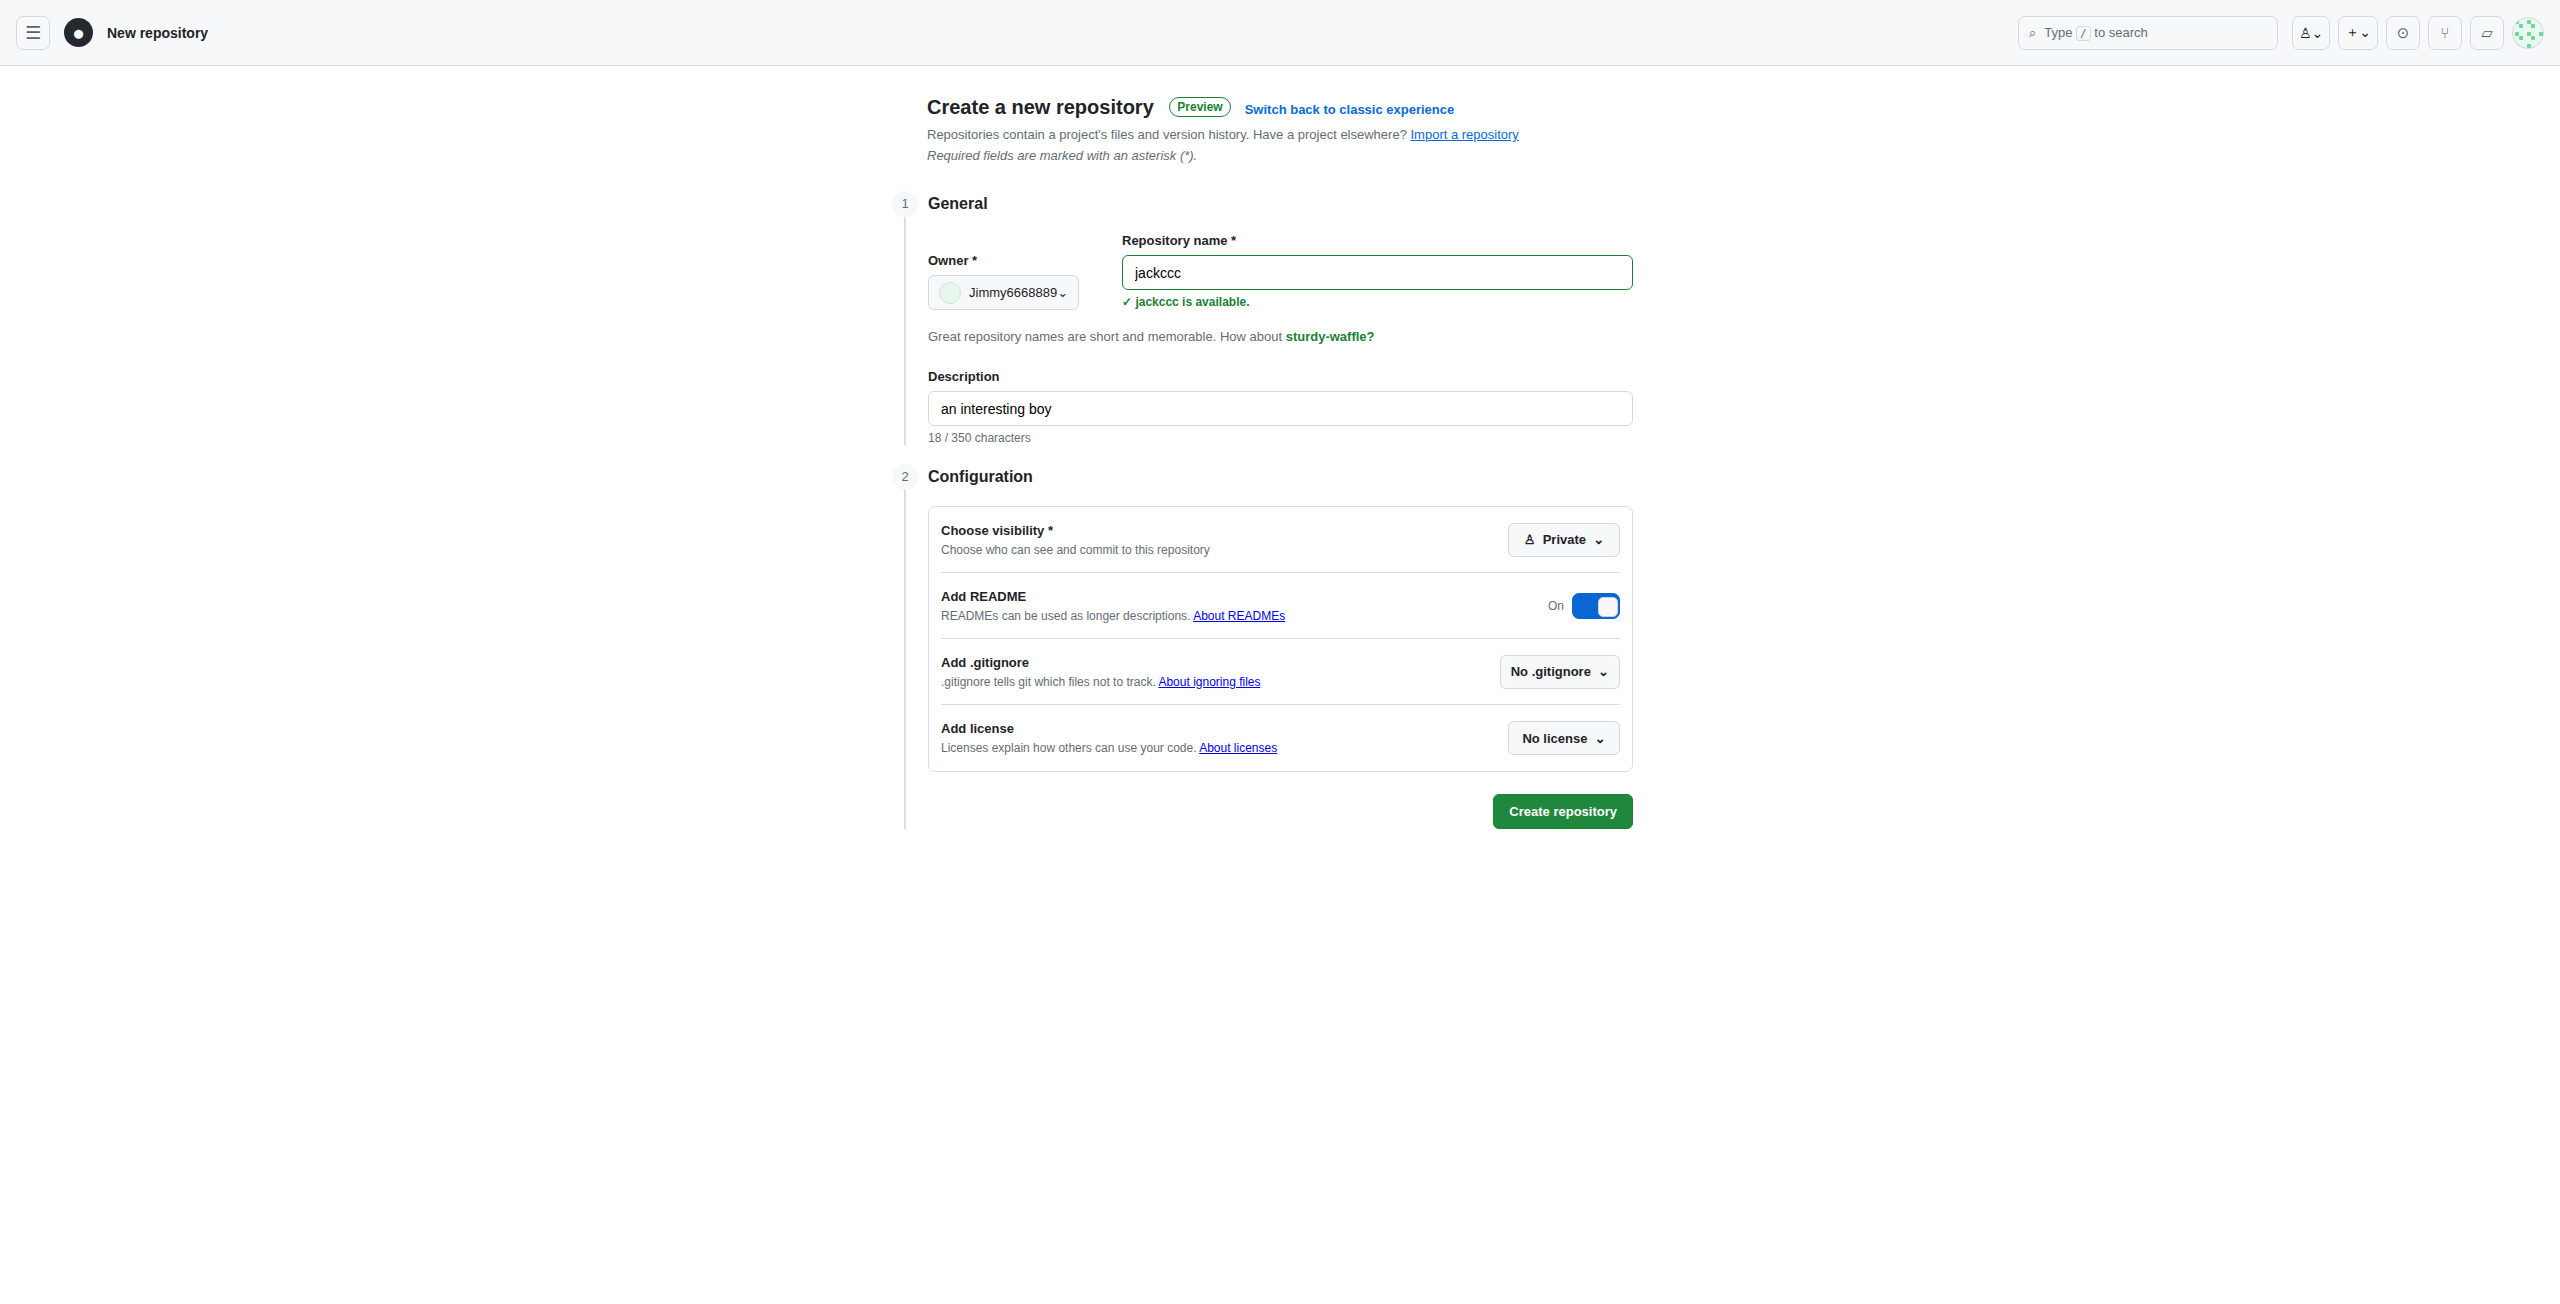 New repository
Type / to search
Create a new repository Preview Switch back to classic experience
Repositories contain a project's files and version history. Have a project elsewhere? Import a repository
Required fields are marked with an asterisk (*).
1 General
Repository name *
Owner *
jackccc
Jimmy6668889
✓ jackccc is available.
Great repository names are short and memorable. How about sturdy-waffle?
Description
an interesting boy
18 / 350 characters
2 Configuration
Choose visibility *
Choose who can see and commit to this repository
Private
Add README
READMEs can be used as longer descriptions. About READMEs
On
Add .gitignore
.gitignore tells git which files not to track. About ignoring files
No .gitignore
Add license
Licenses explain how others can use your code. About licenses
No license
Create repository